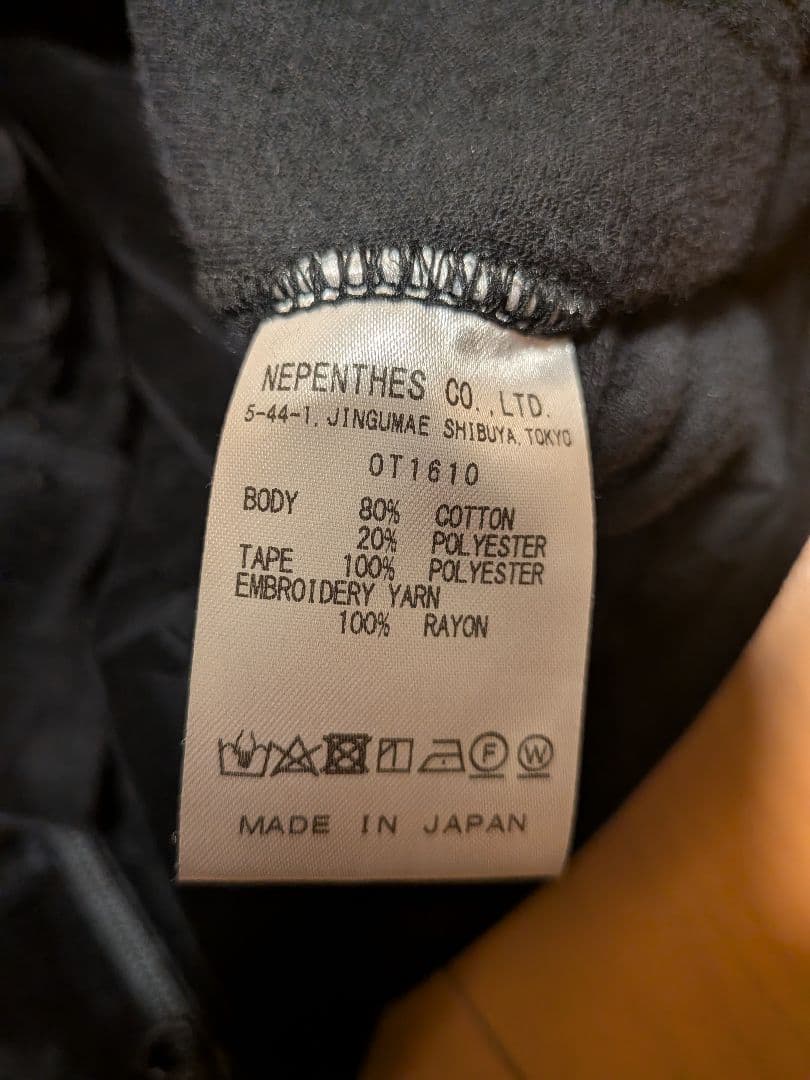 NEPENTHES CO.,LTD.
5-44-1, JINGUMAE SHIBUYA, TOKYO
OT1610
BODY 80% COTTON
20% POLYESTER
TAPE 100% POLYESTER
EMBROIDERY YARN
100% RAYON
F W
MADE IN JAPAN